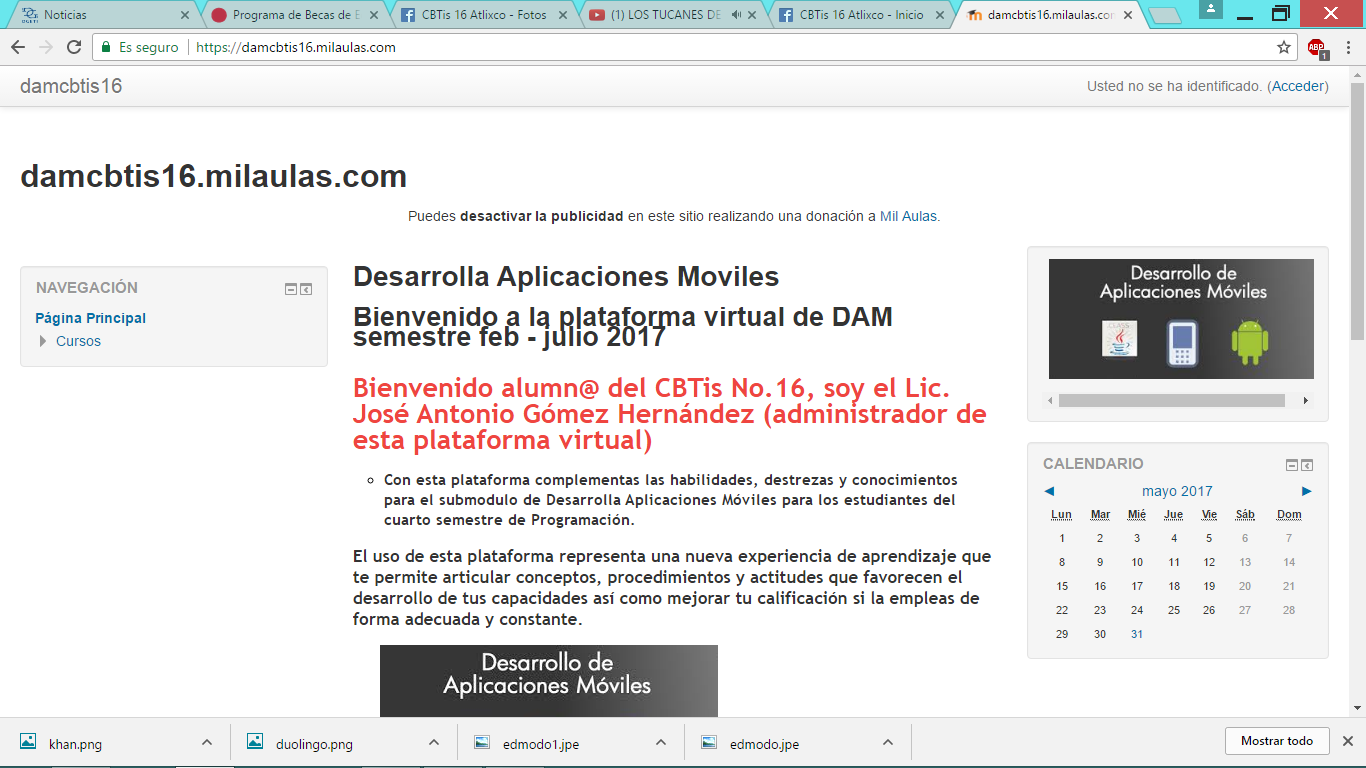 Noticias
Programa de Becas de E
CBTis 16 Atlixco - Fotos
(1) LOS TUCANES DE
CBTis 16 Atlixco - Inicio
damcbtis16.milaulas.com
Es seguro
https://damcbtis16.milaulas.com
ABP
1
damcbtis16
Usted no se ha identificado. (Acceder)
damcbtis16.milaulas.com
Puedes desactivar la publicidad en este sitio realizando una donación a Mil Aulas.
NAVEGACIÓN
Página Principal
Cursos
Desarrolla Aplicaciones Moviles
Bienvenido a la plataforma virtual de DAM
semestre feb - julio 2017
Bienvenido alumn@ del CBTis No.16, soy el Lic.
José Antonio Gómez Hernández (administrador de
esta plataforma virtual)
Con esta plataforma complementas las habilidades, destrezas y conocimientos
para el submodulo de Desarrolla Aplicaciones Móviles para los estudiantes del
cuarto semestre de Programación.
El uso de esta plataforma representa una nueva experiencia de aprendizaje que
te permite articular conceptos, procedimientos y actitudes que favorecen el
desarrollo de tus capacidades así como mejorar tu calificación si la empleas de
forma adecuada y constante.
Desarrollo de
Aplicaciones Móviles
Desarrollo de
Aplicaciones Móviles
CLASS
CALENDARIO
mayo 2017
Lun Mar Mié Jue Vie Sáb Dom
1 2 3 4 5 6 7
8 9 10 11 12 13 14
15 16 17 18 19 20 21
22 23 24 25 26 27 28
29 30 31
khan.png
duolingo.png
edmodo1.jpe
edmodo.jpe
Mostrar todo